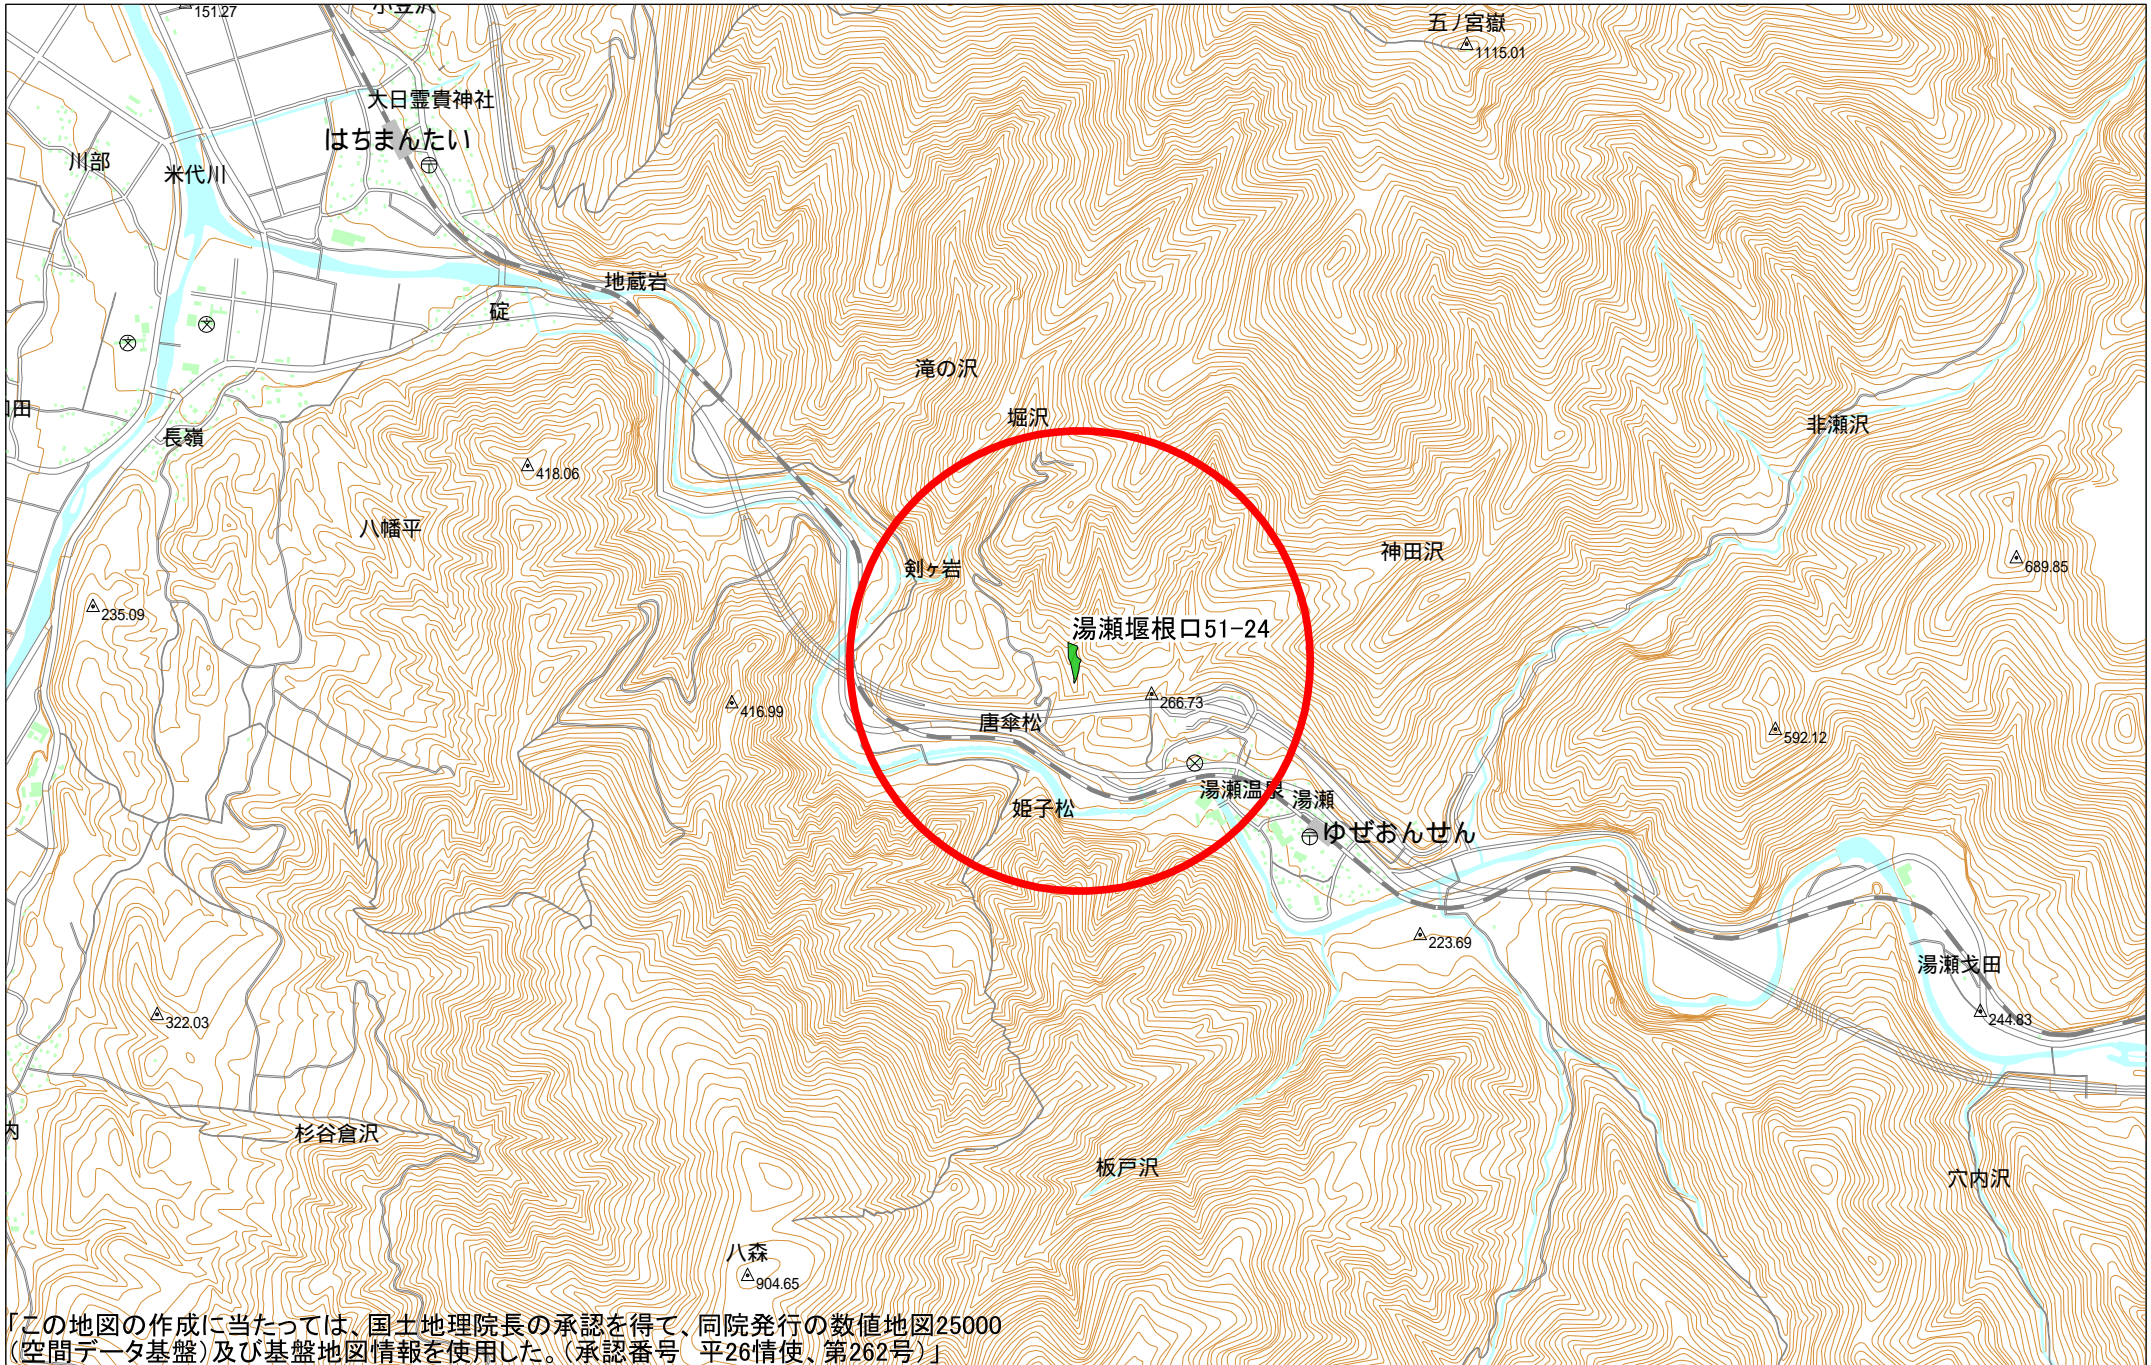 151.27
五ノ宮嶽
1115.01
大日霊貴神社
はちまんたい
川部
米代川
地蔵岩
碇
滝の沢
堀沢
非瀬沢
長嶺
418.06
八幡平
神田沢
剣ヶ岩
689.85
235.09
湯瀬堰根口51-24
416.99
266.73
唐傘松
592.12
湯瀬温泉
湯瀬
姫子松
ゆぜおんせん
223.69
湯瀬戈田
322.03
244.83
杉谷倉沢
板戸沢
穴内沢
八森
904.65
「この地図の作成に当たっては、国土地理院長の承認を得て、同院発行の数値地図25000
(空間データ基盤)及び基盤地図情報を使用した。(承認番号　平26情使、第262号)」